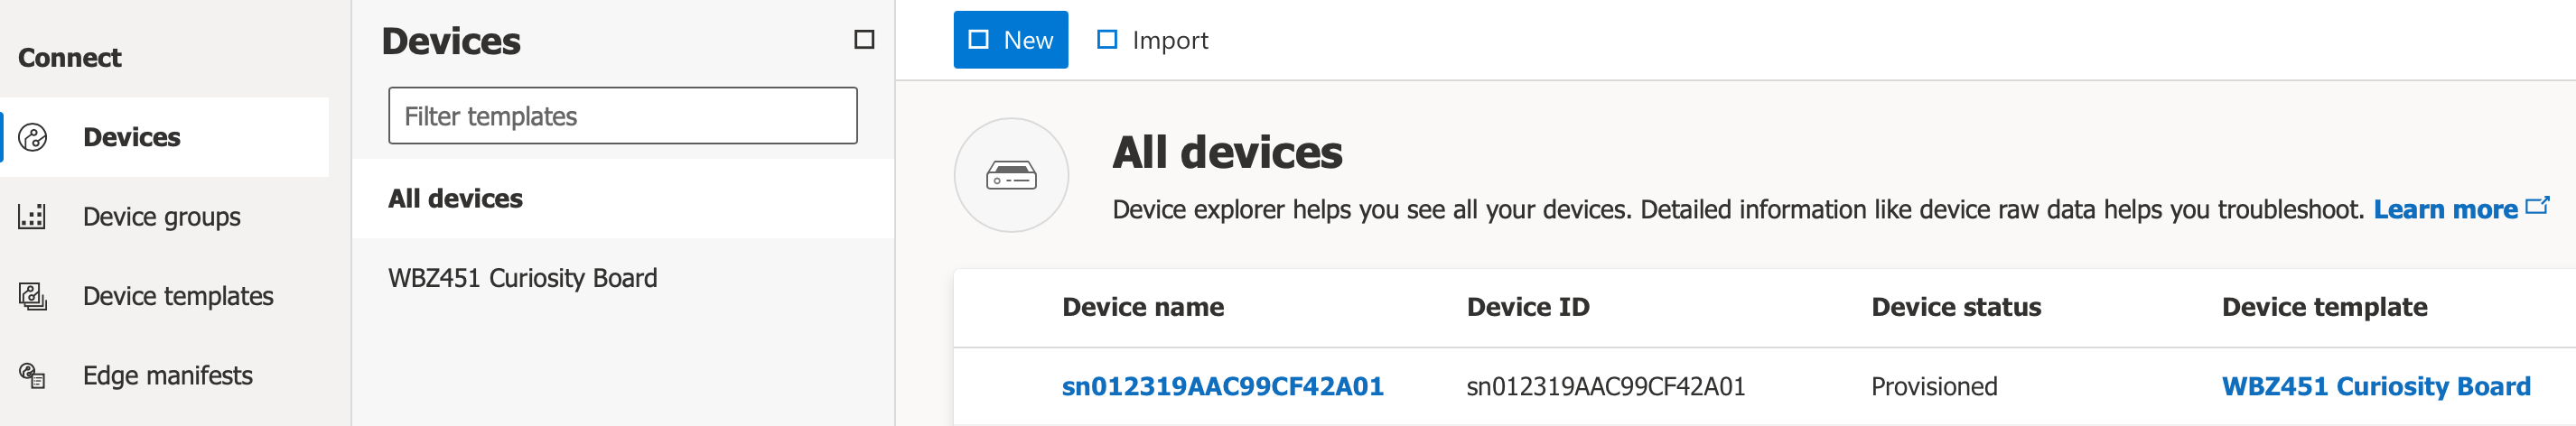 Connect
Devices
Device groups
Device templates
Edge manifests
Devices
Filter templates
All devices
WBZ451 Curiosity Board
New Import
All devices
Device explorer helps you see all your devices. Detailed information like device raw data helps you troubleshoot. Learn more
Device name Device ID Device status Device template
sn012319AAC99CF42A01 sn012319AAC99CF42A01 Provisioned WBZ451 Curiosity Board